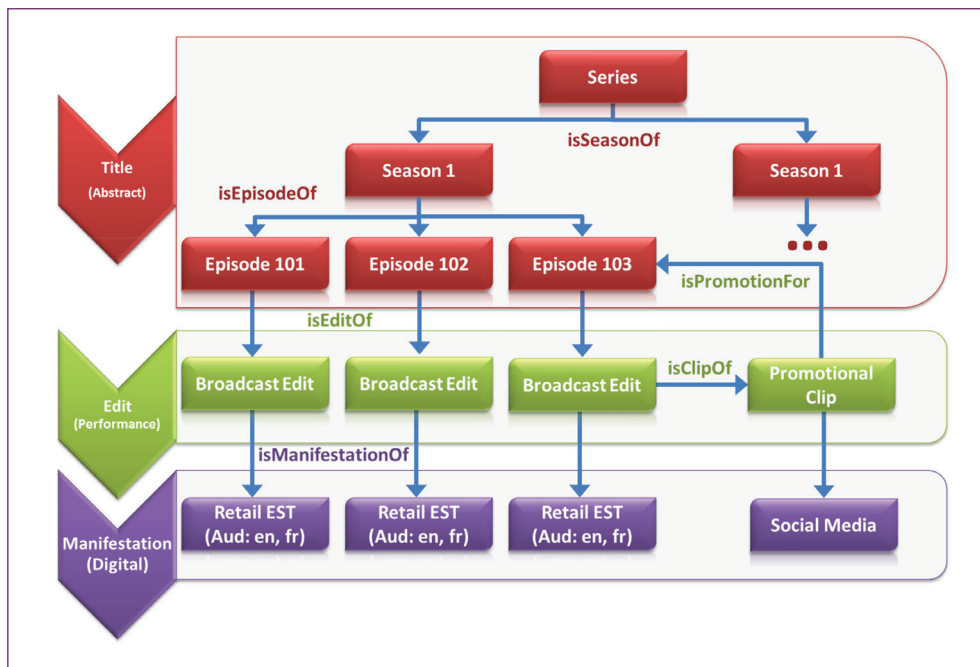 Series
isSeasonOf
Title
(Abstract)
Season 1
Season 1
isEpisodeOf
Episode 101
Episode 102
Episode 103
isPromotionFor
isEditOf
Edit
(Performance)
Broadcast Edit
Broadcast Edit
Broadcast Edit
isClipOf
Promotional
Clip
isManifestationOf
Manifestation
(Digital)
Retail EST
(Aud: en, fr)
Retail EST
(Aud: en, fr)
Retail EST
(Aud: en, fr)
Social Media